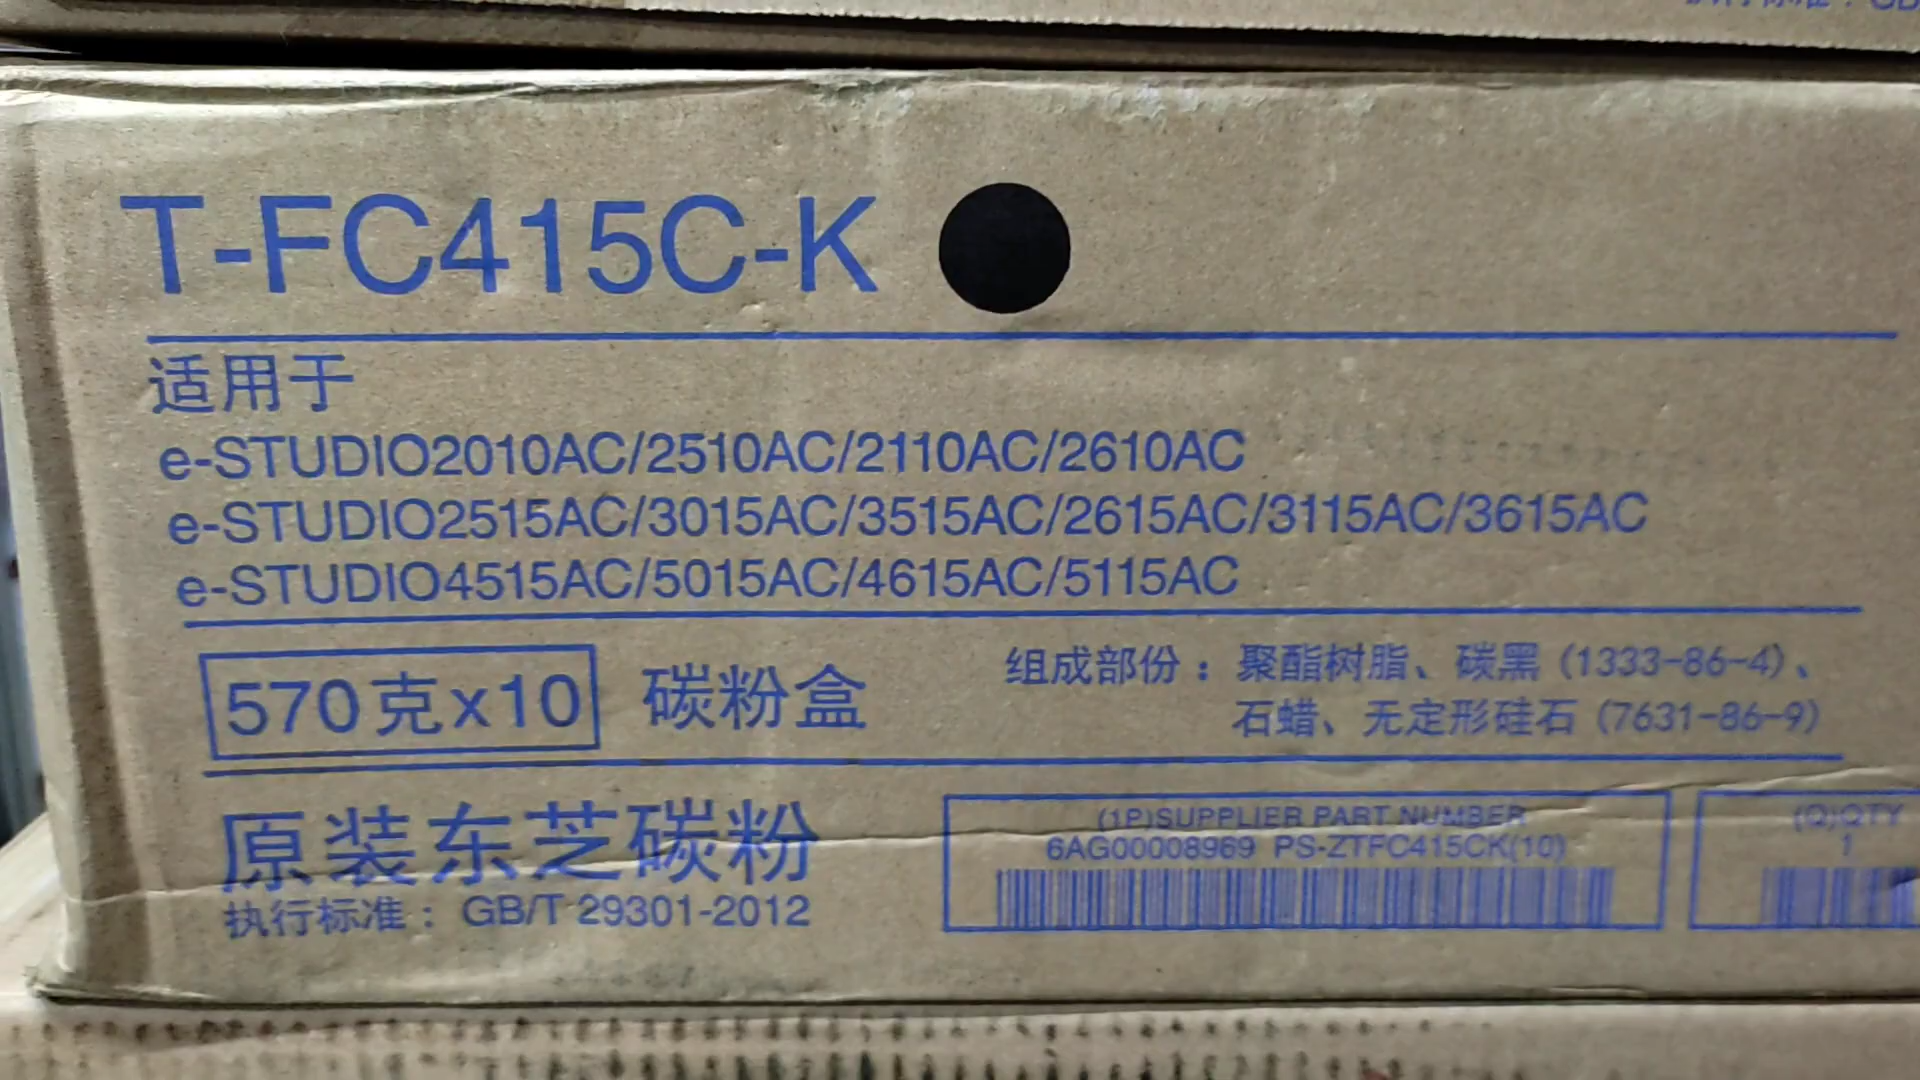 T-FC415C-K
适用于
e-STUDIO2010AC/2510AC/2110AC/2610AC
e-STUDIO2515AC/3015AC/3515AC/2615AC/3115AC/3615AC
e-STUDIO4515AC/5015AC/4615AC/5115AC
570克x10 碳粉盒
组成部份：聚酯树脂、碳黑 (1333-86-4)、
石蜡、无定形硅石 (7631-86-9)
原装东芝碳粉
执行标准： GB/T 29301-2012
(1P)SUPPLIER PART NUMBER
6AG00008969 PS-ZTFC415CK(10)
(Q)QTY
1